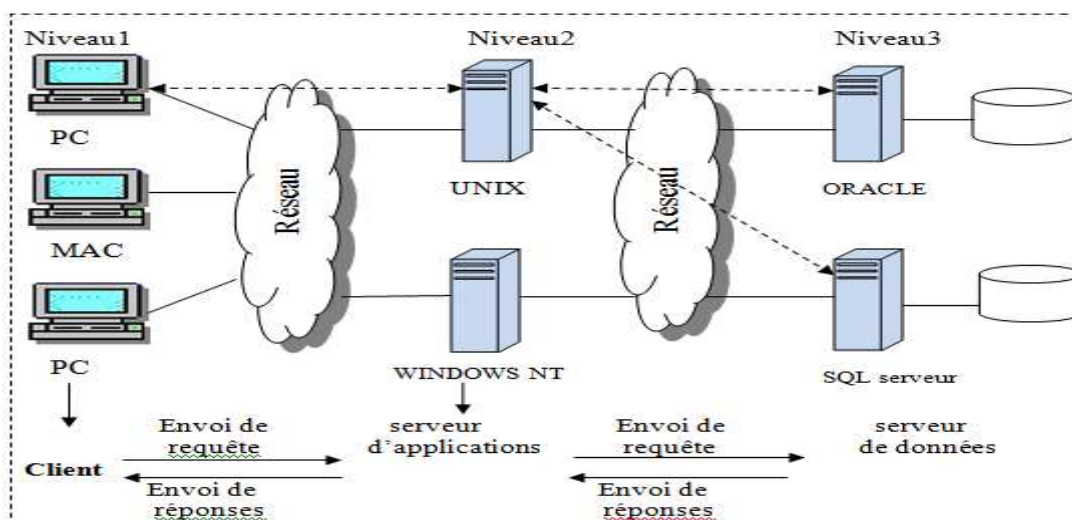 Niveau1
Niveau2
Niveau3
PC
UNIX
ORACLE
Réseau
Réseau
MAC
PC
WINDOWS NT
SQL serveur
Envoi de
requête
serveur
d'applications
Envoi de
requête
serveur
de données
Client
Envoi de
réponses
Envoi de
réponses